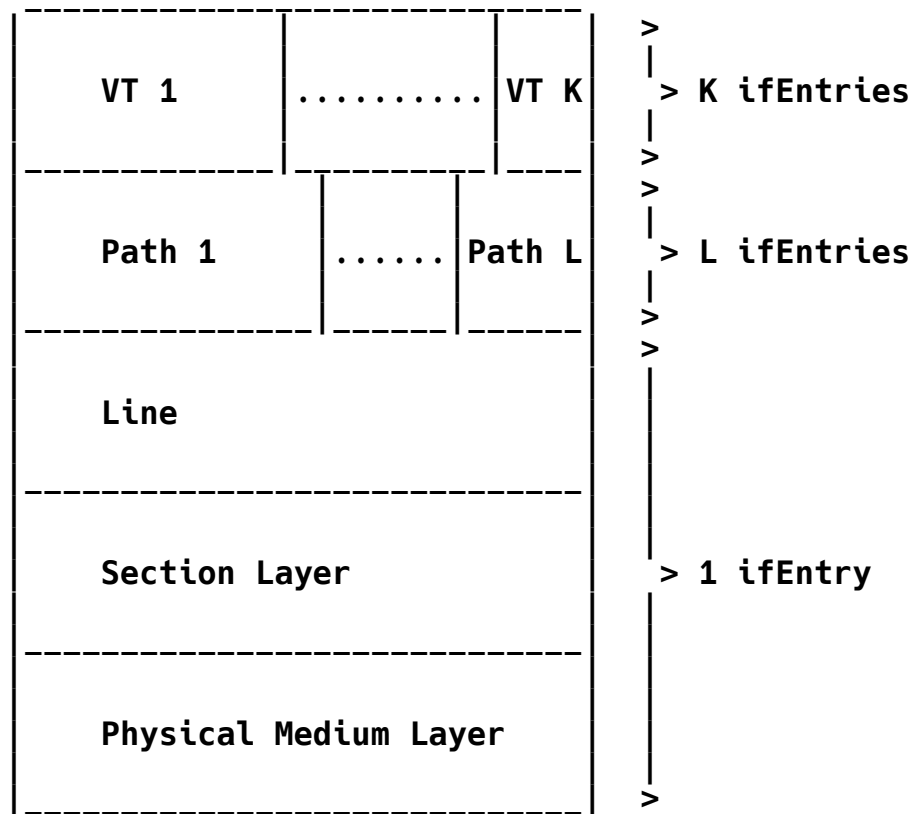 VT 1 .......... VT K > K ifEntries
Path 1 ...... Path L > L ifEntries
Line
Section Layer > 1 ifEntry
Physical Medium Layer